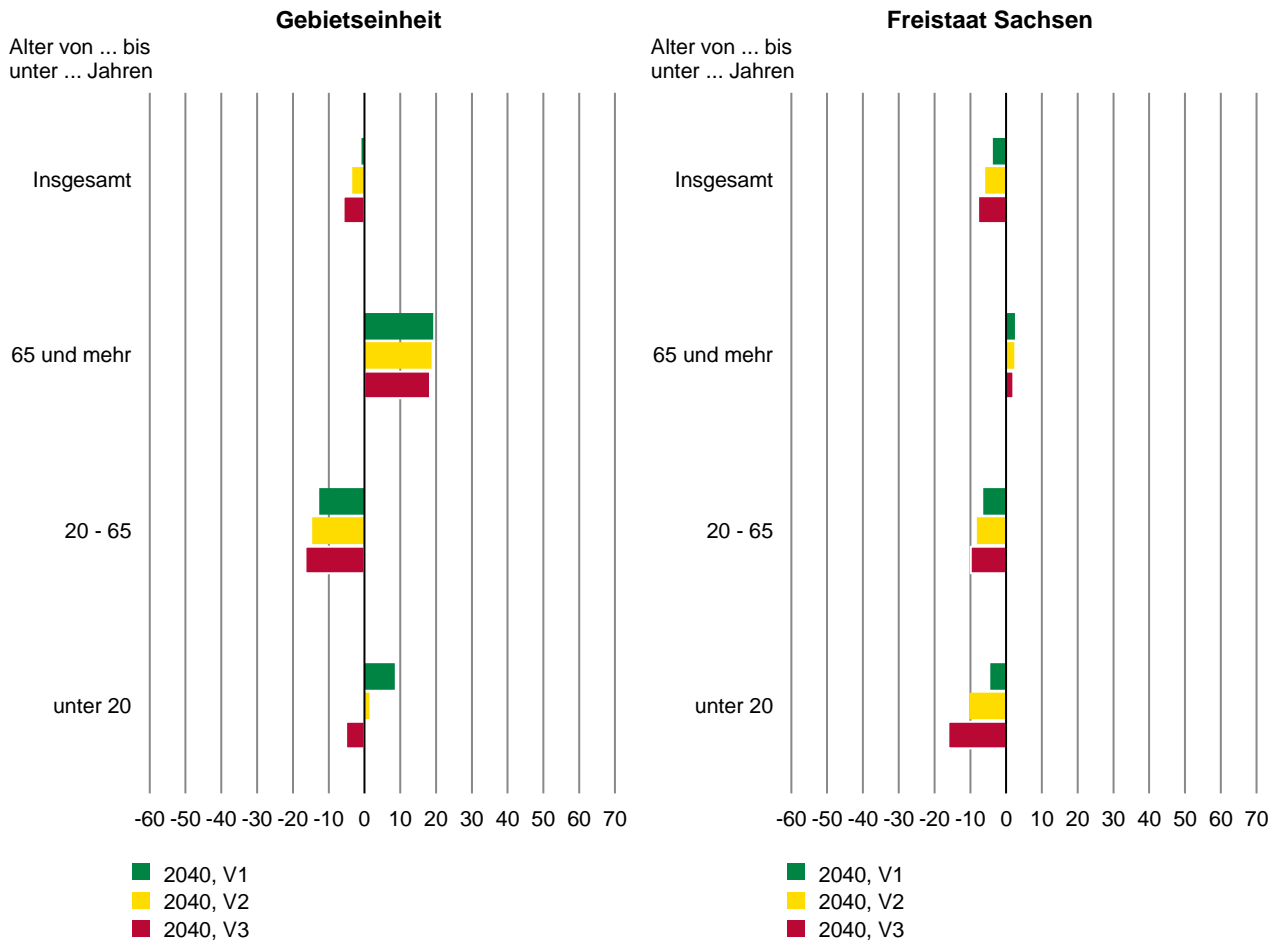 Gebietseinheit
Alter von ... bis
unter ... Jahren
Insgesamt
65 und mehr
20 - 65
unter 20
-60 -50 -40 -30 -20 -10 0 10 20 30 40 50 60 70
2040, V1
2040, V2
2040, V3
Freistaat Sachsen
Alter von ... bis
unter ... Jahren
Insgesamt
65 und mehr
20 - 65
unter 20
-60 -50 -40 -30 -20 -10 0 10 20 30 40 50 60 70
2040, V1
2040, V2
2040, V3